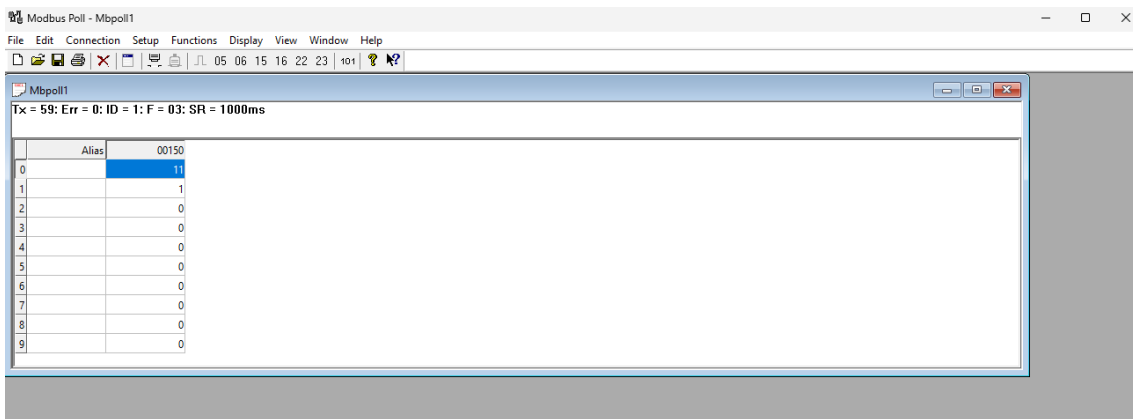 Modbus Poll - Mbpoll1
File Edit Connection Setup Functions Display View Window Help
05 06 15 16 22 23 101
Mbpoll1
Tx = 59: Err = 0: ID = 1: F = 03: SR = 1000ms
Alias 00150
0 11
1 1
2 0
3 0
4 0
5 0
6 0
7 0
8 0
9 0